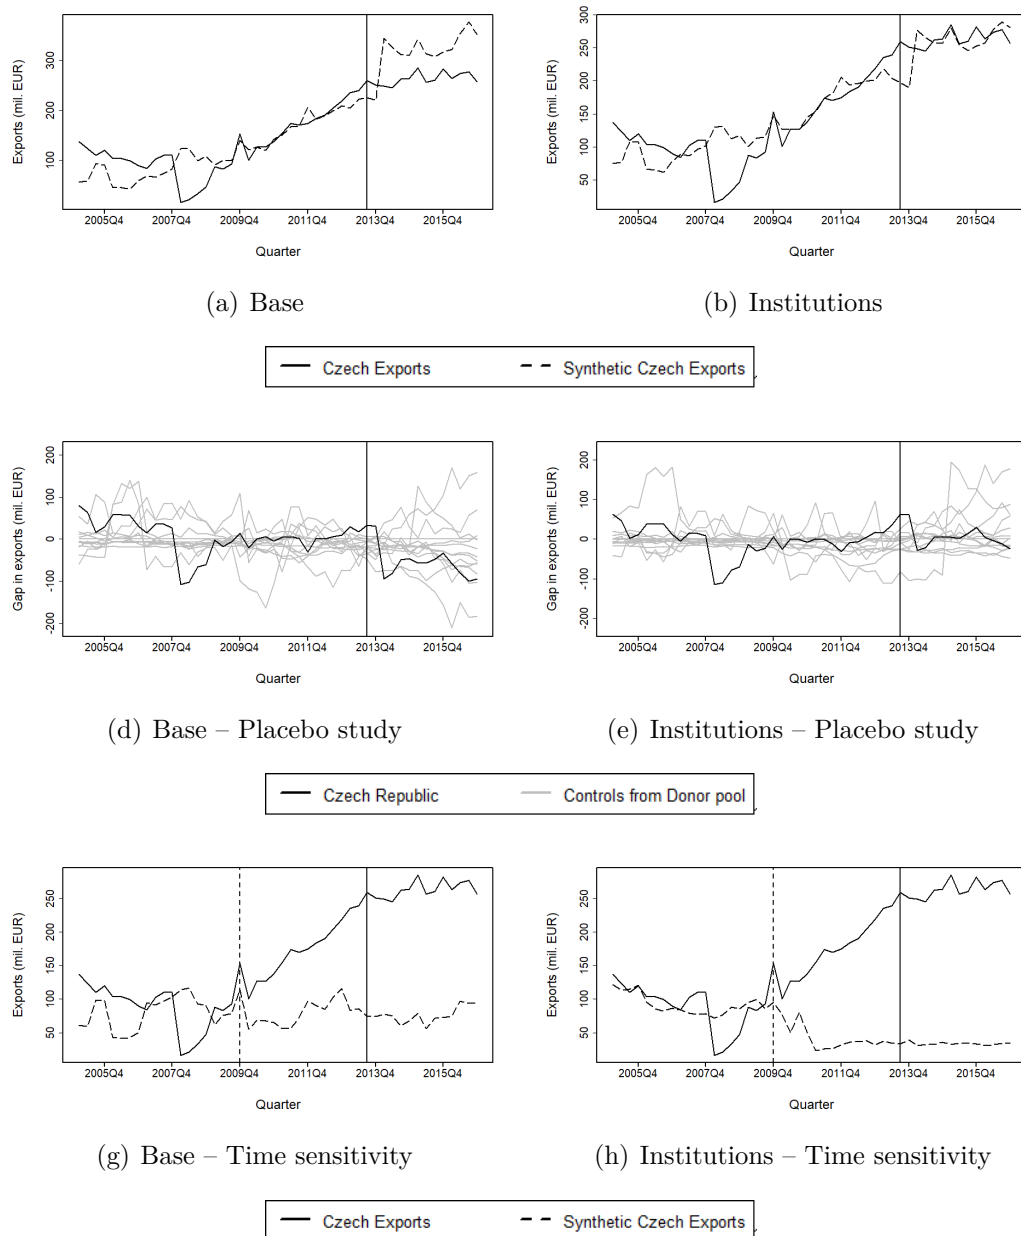 Exports (mil. EUR)
100 200 300
2005Q4 2007Q4 2009Q4 2011Q4 2013Q4 2015Q4
Quarter
(a) Base
Exports (mil. EUR)
50 100 150 200 250 300
2005Q4 2007Q4 2009Q4 2011Q4 2013Q4 2015Q4
Quarter
(b) Institutions
Czech Exports Synthetic Czech Exports
Gap in exports (mil. EUR)
-200 -100 0 100 200
2005Q4 2007Q4 2009Q4 2011Q4 2013Q4 2015Q4
Quarter
(d) Base – Placebo study
Gap in exports (mil. EUR)
-200 -100 0 100 200
2005Q4 2007Q4 2009Q4 2011Q4 2013Q4 2015Q4
Quarter
(e) Institutions – Placebo study
Czech Republic Controls from Donor pool
Exports (mil. EUR)
50 100 150 200 250
2005Q4 2007Q4 2009Q4 2011Q4 2013Q4 2015Q4
Quarter
(g) Base – Time sensitivity
Exports (mil. EUR)
50 100 150 200 250
2005Q4 2007Q4 2009Q4 2011Q4 2013Q4 2015Q4
Quarter
(h) Institutions – Time sensitivity
Czech Exports Synthetic Czech Exports